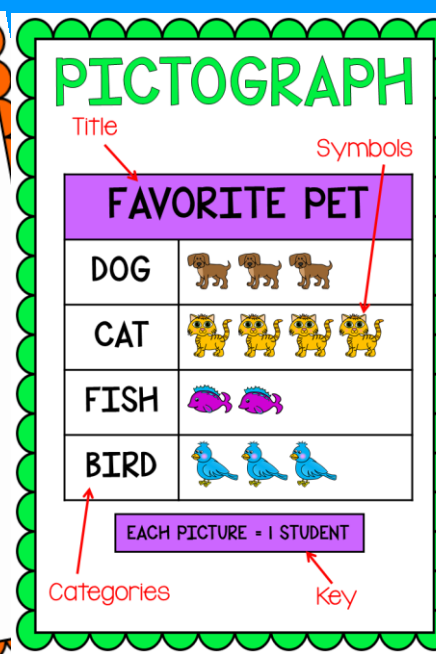 PICTOGRAPH
Title
Symbols
FAVORITE PET
DOG
CAT
FISH
BIRD
EACH PICTURE = 1 STUDENT
Categories
Key